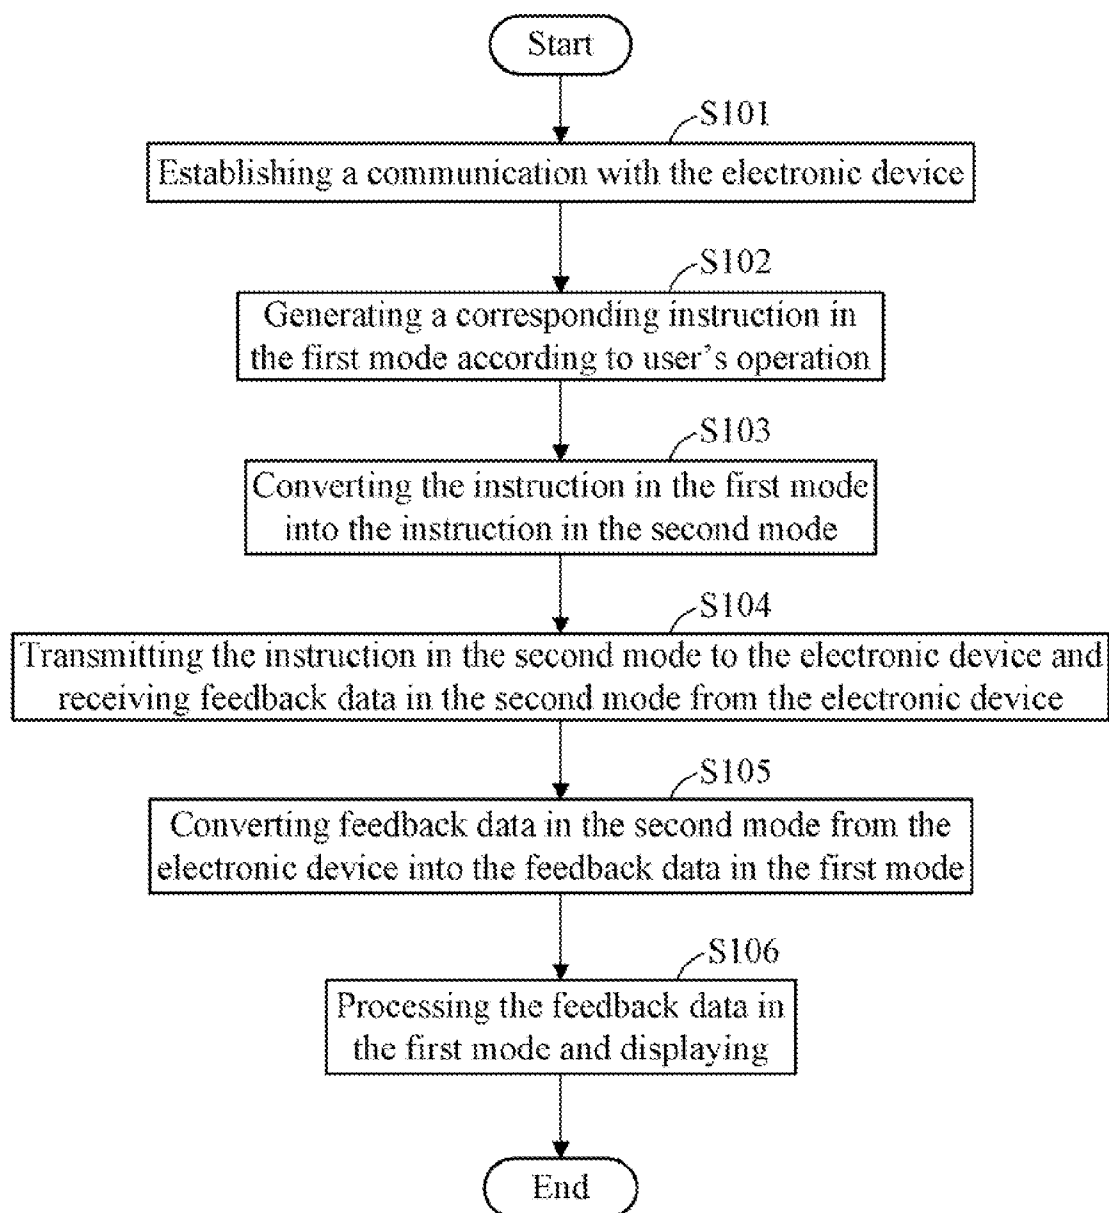 Start
S101
Establishing a communication with the electronic device
S102
Generating a corresponding instruction in
the first mode according to user's operation
S103
Converting the instruction in the first mode
into the instruction in the second mode
S104
Transmitting the instruction in the second mode to the electronic device and
receiving feedback data in the second mode from the electronic device
S105
Converting feedback data in the second mode from the
electronic device into the feedback data in the first mode
S106
Processing the feedback data in
the first mode and displaying
End